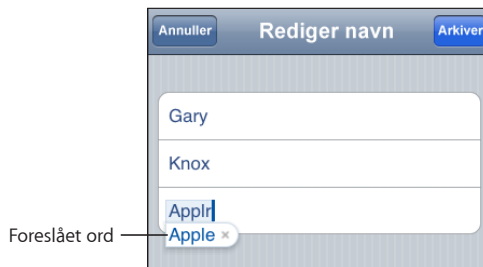 Annuller Rediger navn Arkiver
Gary
Knox
Applr
Foreslået ord Apple ×